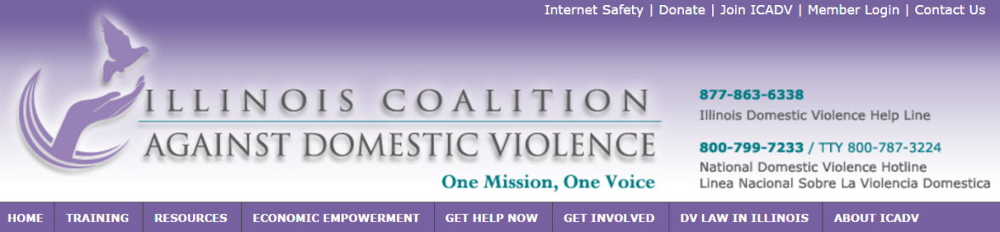 Internet Safety | Donate | Join ICADV | Member Login | Contact Us
ILLINOIS COALITION
AGAINST DOMESTIC VIOLENCE
One Mission, One Voice
877-863-6338
Illinois Domestic Violence Help Line
800-799-7233 / TTY 800-787-3224
National Domestic Violence Hotline
Linea Nacional Sobre La Violencia Domestica
HOME TRAINING RESOURCES ECONOMIC EMPOWERMENT GET HELP NOW GET INVOLVED DV LAW IN ILLINOIS ABOUT ICADV